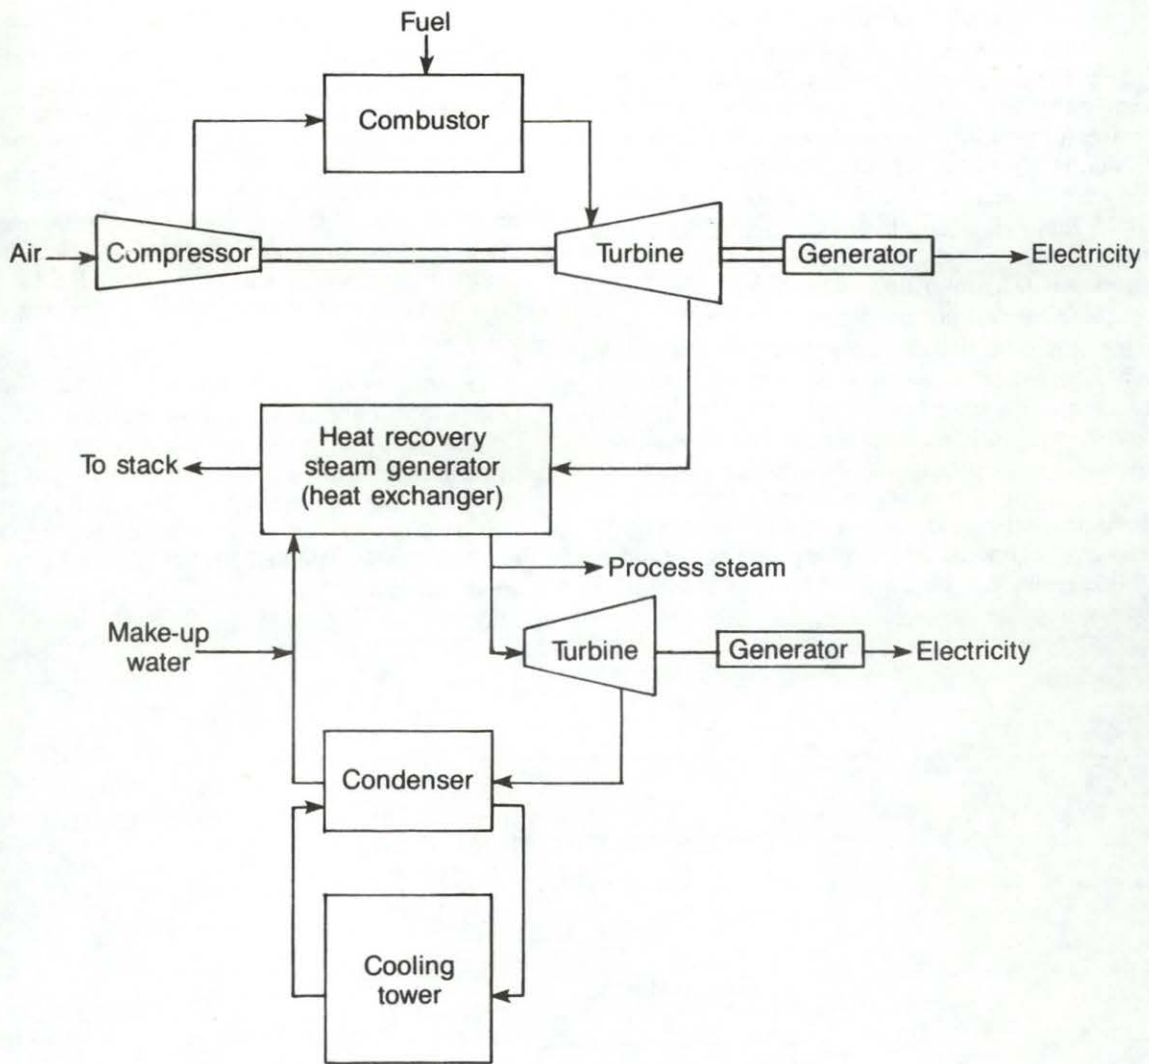 Fuel
Combustor
Air
Compressor
Turbine
Generator
Electricity
Heat recovery
steam generator
(heat exchanger)
To stack
Process steam
Make-up
water
Turbine
Generator
Electricity
Condenser
Cooling
tower